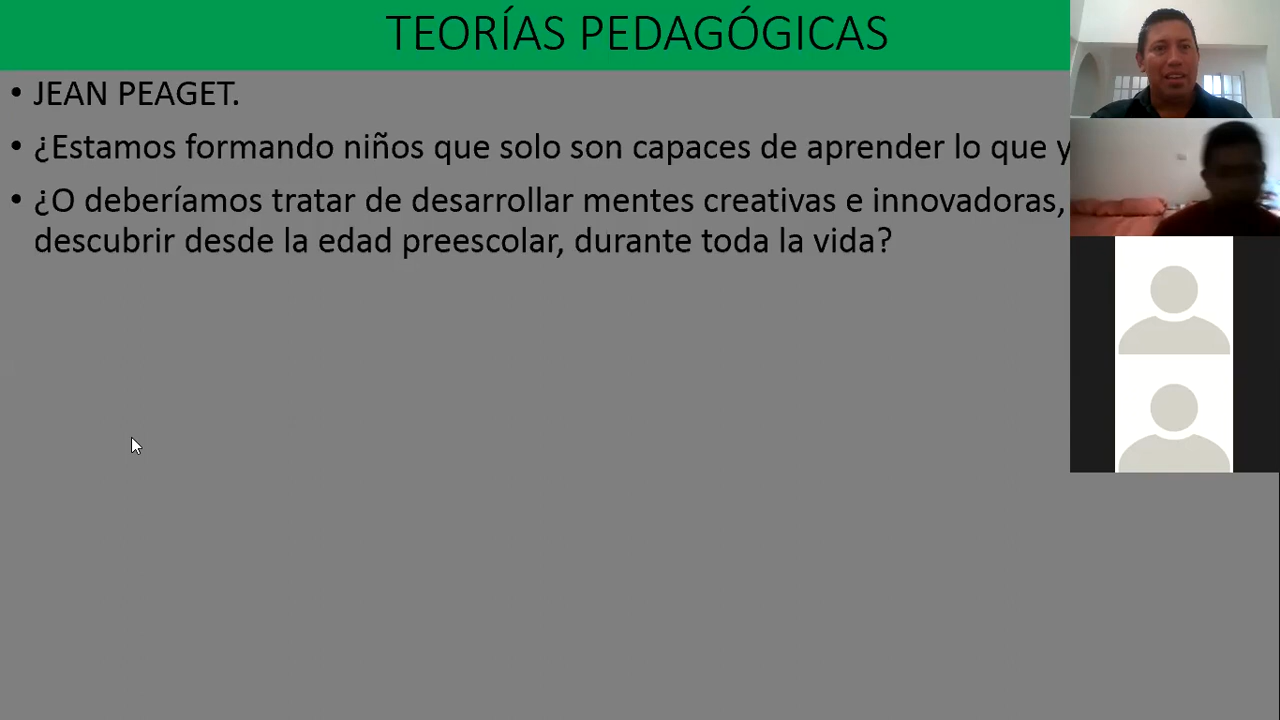 TEORÍAS PEDAGÓGICAS
• JEAN PEAGET.
• ¿Estamos formando niños que solo son capaces de aprender lo que
• ¿O deberíamos tratar de desarrollar mentes creativas e innovadoras,
descubrir desde la edad preescolar, durante toda la vida?